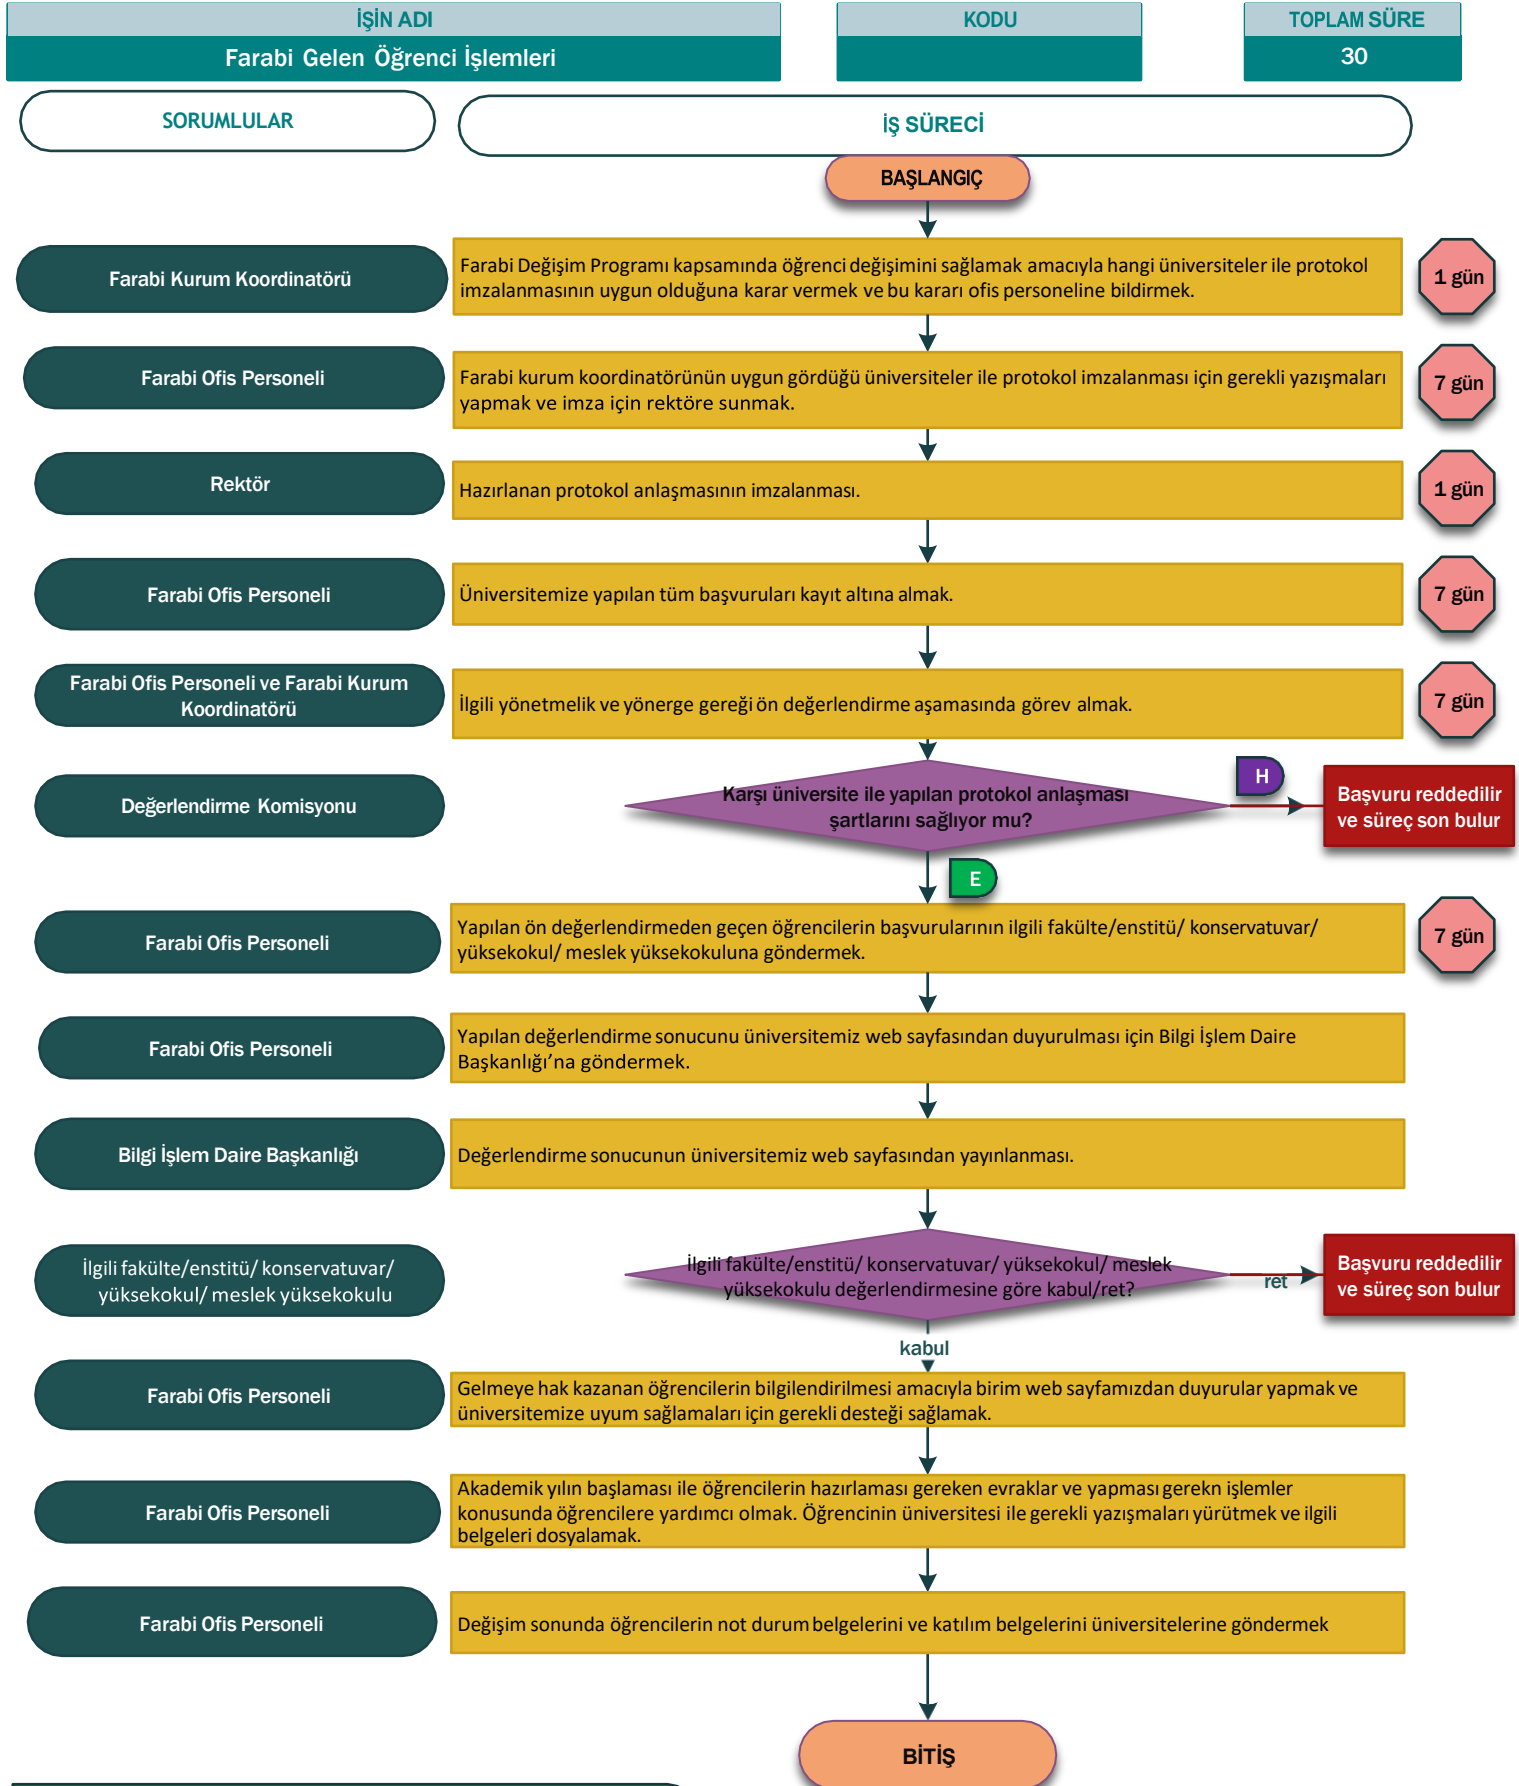 İŞİN ADI
KODU
TOPLAM SÜRE
Farabi Gelen Öğrenci İşlemleri
30
SORUMLULAR
İŞ SÜRECİ
BAŞLANGIÇ
Farabi Kurum Koordinatörü
Farabi Değişim Programı kapsamında öğrenci değişimini sağlamak amacıyla hangi üniversiteler ile protokol
imzalanmasının uygun olduğuna karar vermek ve bu kararı ofis personeline bildirmek.
1 gün
Farabi Ofis Personeli
Farabi kurum koordinatörünün uygun gördüğü üniversiteler ile protokol imzalanması için gerekli yazışmaları
yapmak ve imza için rektöre sunmak.
7 gün
Rektör
Hazırlanan protokol anlaşmasının imzalanması.
1 gün
Farabi Ofis Personeli
Üniversitemize yapılan tüm başvuruları kayıt altına almak.
7 gün
Farabi Ofis Personeli ve Farabi Kurum
Koordinatörü
İlgili yönetmelik ve yönerge gereği ön değerlendirme aşamasında görev almak.
7 gün
Değerlendirme Komisyonu
Karşı üniversite ile yapılan protokol anlaşması
şartlarını sağlıyor mu?
H
Başvuru reddedilir
ve süreç son bulur
E
Farabi Ofis Personeli
Yapılan ön değerlendirmeden geçen öğrencilerin başvurularının ilgili fakülte/enstitü/ konservatuvar/
yüksekokul/ meslek yüksekokuluna göndermek.
7 gün
Farabi Ofis Personeli
Yapılan değerlendirme sonucunu üniversitemiz web sayfasından duyurulması için Bilgi İşlem Daire
Başkanlığı’na göndermek.
Bilgi İşlem Daire Başkanlığı
Değerlendirme sonucunun üniversitemiz web sayfasından yayınlanması.
İlgili fakülte/enstitü/ konservatuvar/
yüksekokul/ meslek yüksekokulu
İlgili fakülte/enstitü/ konservatuvar/ yüksekokul/ meslek
yüksekokulu değerlendirmesine göre kabul/ret?
ret
Başvuru reddedilir
ve süreç son bulur
kabul
Farabi Ofis Personeli
Gelmeye hak kazanan öğrencilerin bilgilendirilmesi amacıyla birim web sayfamızdan duyurular yapmak ve
üniversitemize uyum sağlamaları için gerekli desteği sağlamak.
Farabi Ofis Personeli
Akademik yılın başlaması ile öğrencilerin hazırlaması gereken evraklar ve yapması gerekn işlemler
konusunda öğrencilere yardımcı olmak. Öğrencinin üniversitesi ile gerekli yazışmaları yürütmek ve ilgili
belgeleri dosyalamak.
Farabi Ofis Personeli
Değişim sonunda öğrencilerin not durum belgelerini ve katılım belgelerini üniversitelerine göndermek
BİTİŞ